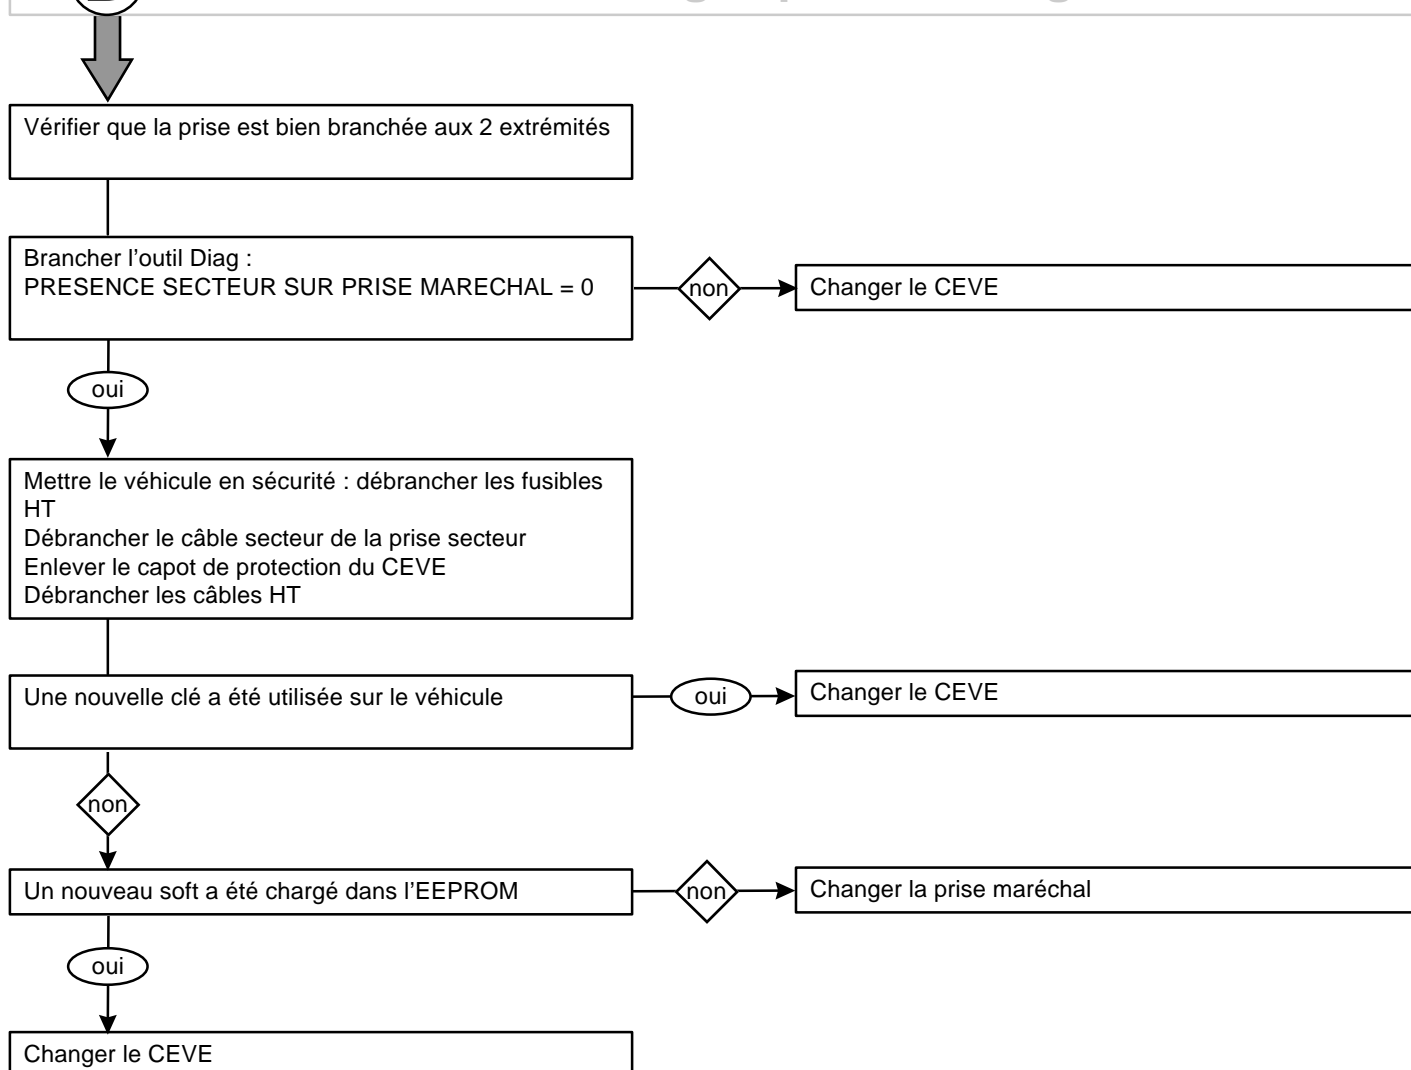 Vérifier que la prise est bien branchée aux 2 extrémités
Brancher l'outil Diag :
PRESENCE SECTEUR SUR PRISE MARECHAL = 0
non
Changer le CEVE
oui
Mettre le véhicule en sécurité : débrancher les fusibles
HT
Débrancher le câble secteur de la prise secteur
Enlever le capot de protection du CEVE
Débrancher les câbles HT
Une nouvelle clé a été utilisée sur le véhicule
oui
Changer le CEVE
non
Un nouveau soft a été chargé dans l'EEPROM
non
Changer la prise maréchal
oui
Changer le CEVE